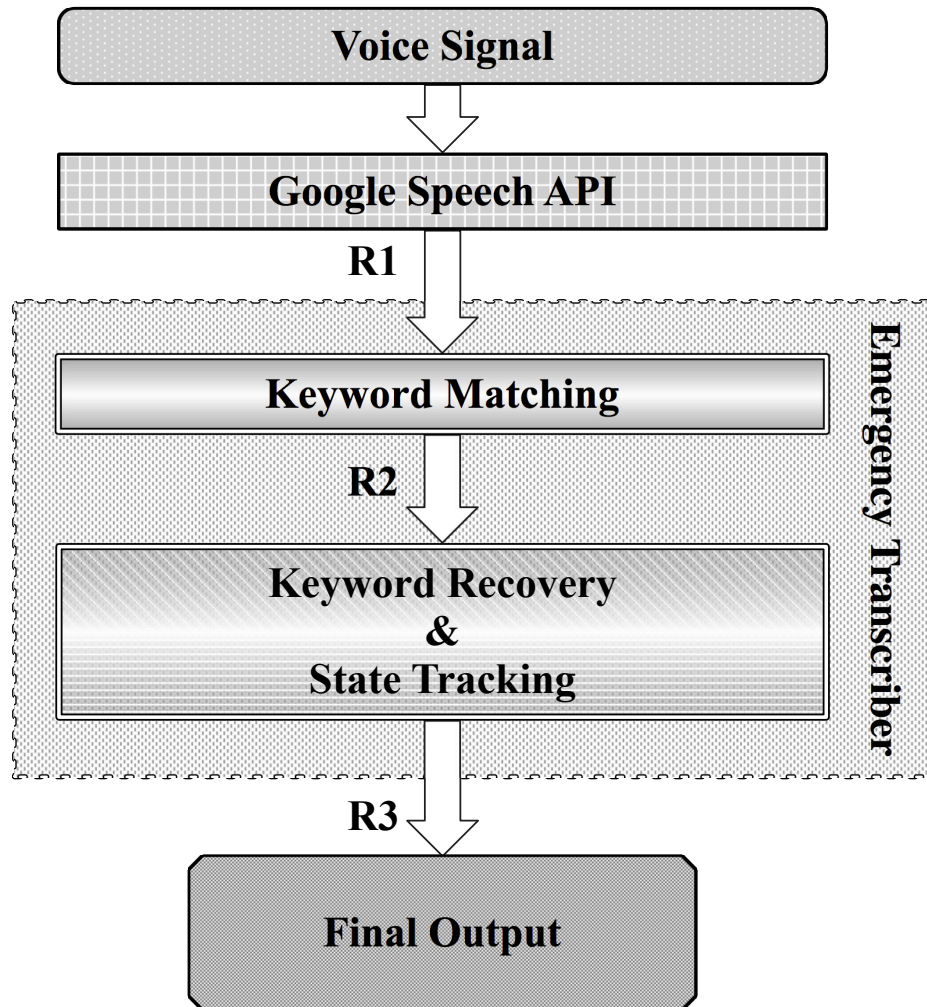 Voice Signal
Google Speech API
R1
Emergency Transcriber
Keyword Matching
R2
Keyword Recovery
&
State Tracking
R3
Final Output